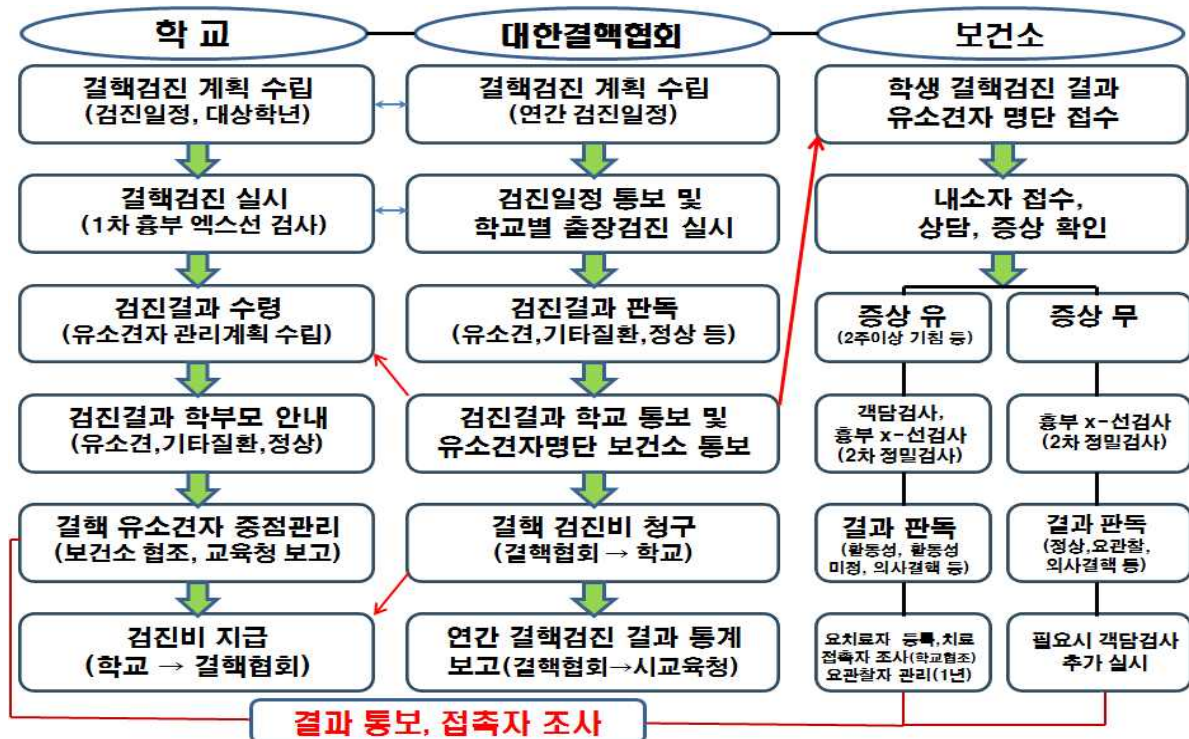 학 교
대한결핵협회
보건소
결핵검진 계획 수립
(검진일정, 대상학년)
결핵검진 계획 수립
(연간 검진일정)
학생 결핵검진 결과
유소견자 명단 접수
결핵검진 실시
(1차 흉부 엑스선 검사)
검진일정 통보 및
학교별 출장검진 실시
내소자 접수,
상담, 증상 확인
검진결과 수령
(유소견자 관리계획 수립)
검진결과 판독
(유소견,기타질환,정상 등)
증상 유
(2주이상 기침 등)
증상 무
검진결과 학부모 안내
(유소견,기타질환,정상)
검진결과 학교 통보 및
유소견자명단 보건소 통보
객담검사,
흉부 x-선검사
(2차 정밀검사)
흉부 x-선검사
(2차 정밀검사)
결핵 유소견자 중점관리
(보건소 협조, 교육청 보고)
결핵 검진비 청구
(결핵협회 → 학교)
결과 판독
(활동성, 활동성
미정, 의사결핵 등)
결과 판독
(정상,요관찰,
의사결핵 등)
검진비 지급
(학교 → 결핵협회)
연간 결핵검진 결과 통계
보고(결핵협회→시교육청)
요치료자 등록,치료
접촉자 조사(학교협조)
요관찰자 관리(1년)
필요시 객담검사
추가 실시
결과 통보, 접촉자 조사